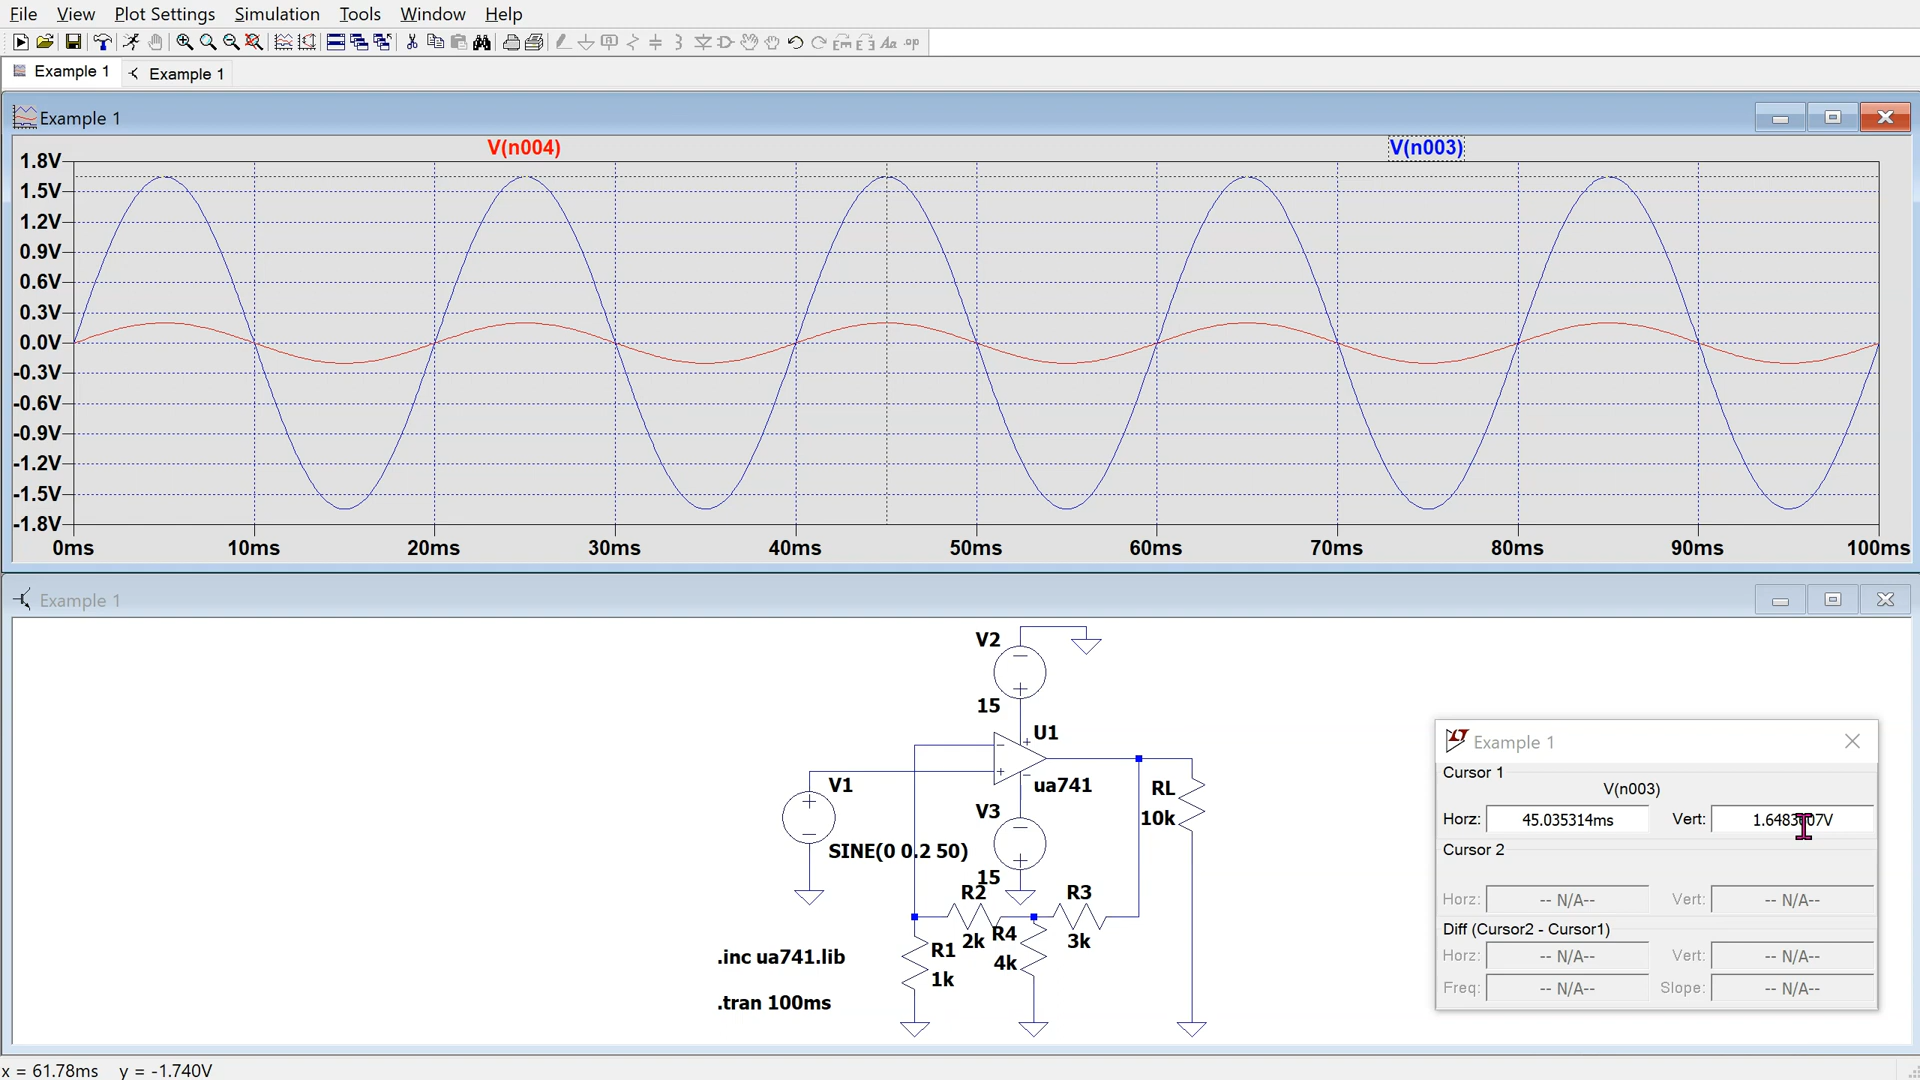 File View Plot Settings Simulation Tools Window Help
Example 1 Example 1
Example 1
V(n004) V(n003)
1.8V
1.5V
1.2V
0.9V
0.6V
0.3V
0.0V
-0.3V
-0.6V
-0.9V
-1.2V
-1.5V
-1.8V
0ms 10ms 20ms 30ms 40ms 50ms 60ms 70ms 80ms 90ms 100ms
Example 1
V2
15
U1
ua741
V1
SINE(0 0.2 50)
V3
15
RL
10k
R2
2k
R3
3k
R4
4k
R1
1k
.inc ua741.lib
.tran 100ms
Example 1
Cursor 1
V(n003)
Horz: 45.035314ms Vert:
Cursor 2
Horz: -- N/A-- Vert: -- N/A--
Diff (Cursor2 - Cursor1)
Horz: -- N/A-- Vert: -- N/A--
Freq: -- N/A-- Slope: -- N/A--
x = 61.78ms y = -1.740V